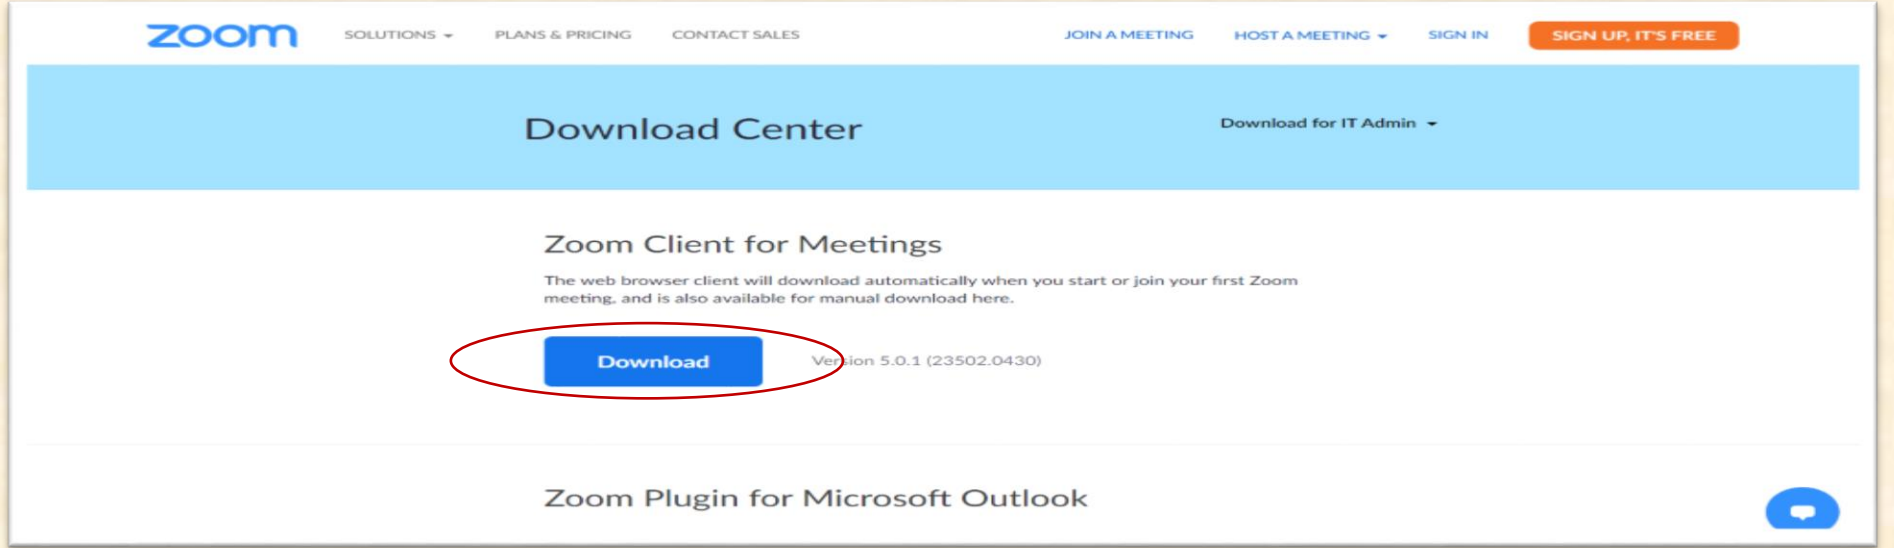 zoom SOLUTIONS PLANS & PRICING CONTACT SALES JOIN A MEETING HOST A MEETING SIGN IN SIGN UP, IT'S FREE
Download Center Download for IT Admin
Zoom Client for Meetings
The web browser client will download automatically when you start or join your first Zoom
meeting, and is also available for manual download here.
Download Version 5.0.1 (23502.0430)
Zoom Plugin for Microsoft Outlook